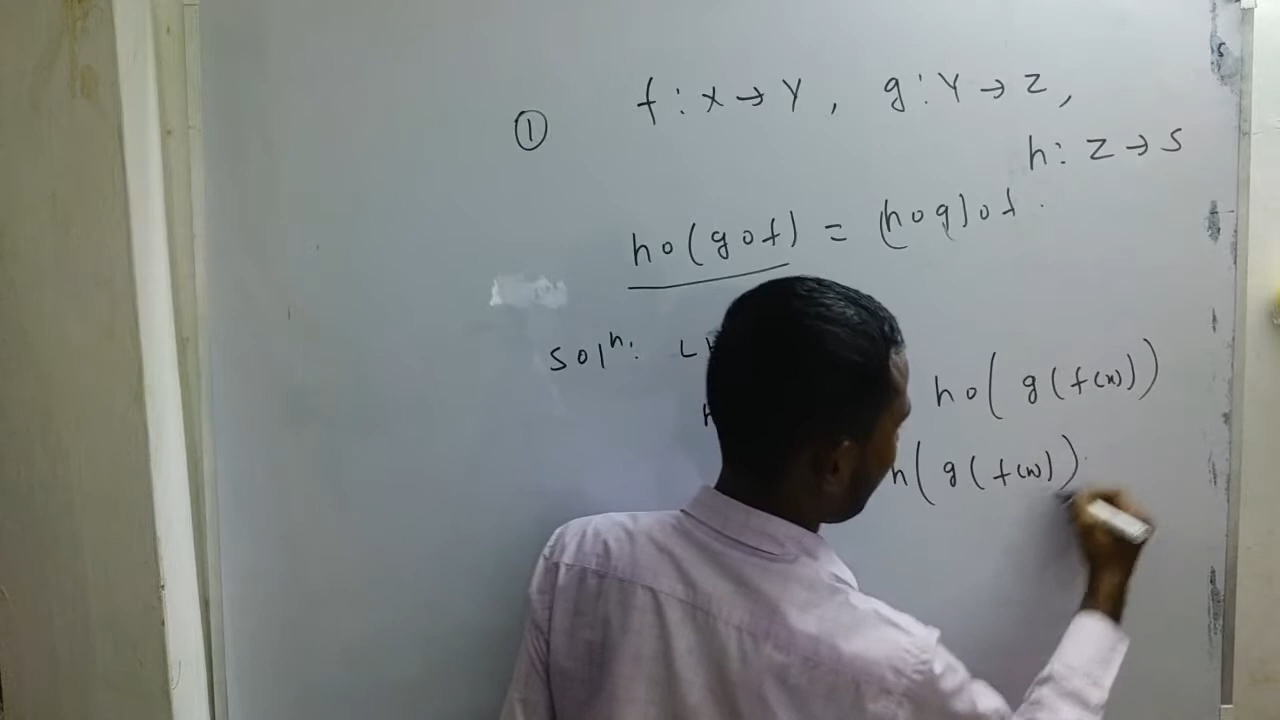 ① f : x → y , g : y → z ,
h : z → s
ho(gof) = (hog)of .
Solⁿ:
ho( g(f(x)))
h( g(f(x)))